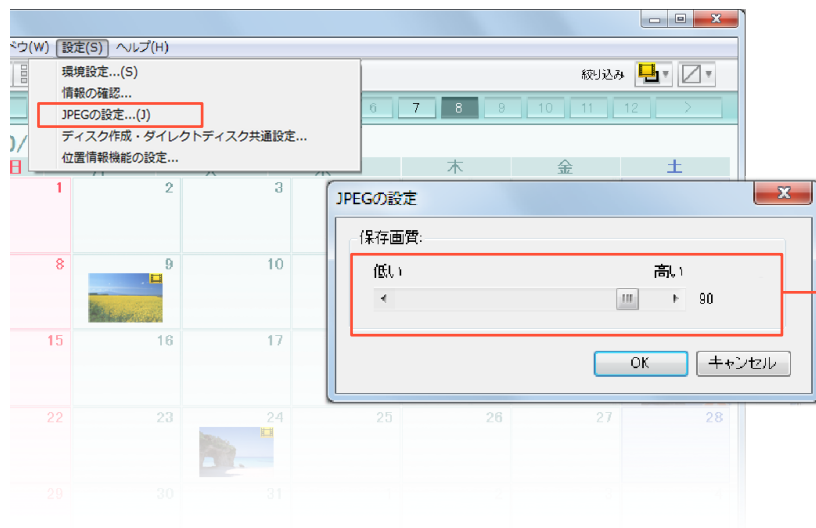 ドウ(W) 設定(S) ヘルプ(H)
環境設定...(S)
情報の確認...
JPEGの設定...(J)
ディスク作成・ダイレクトディスク共通設定...
位置情報機能の設定...
絞り込み
6 7 8 9 10 11 12
0/
日 木 金 土
1 2 3
8 9 10
15 16 17
22 23 24 25 26 27 28
29 30 31
JPEGの設定
保存画質:
低い 高い
90
OK キャンセル